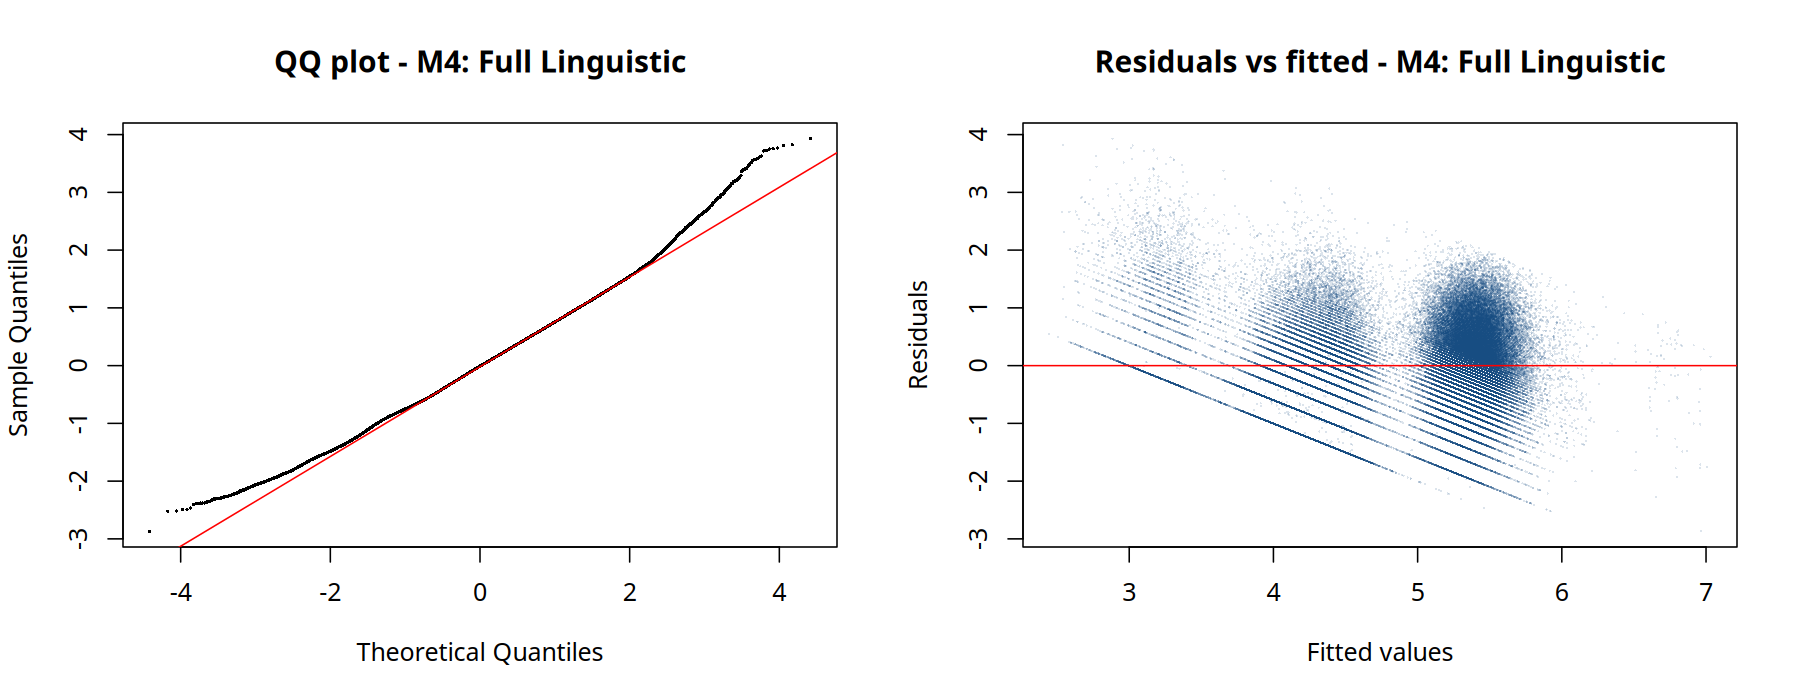 QQ plot - M4: Full Linguistic
Sample Quantiles
4
3
2
1
0
-1
-2
-3
-4 -2 0 2 4
Theoretical Quantiles
Residuals vs fitted - M4: Full Linguistic
Residuals
4
3
2
1
0
-1
-2
-3
3 4 5 6 7
Fitted values